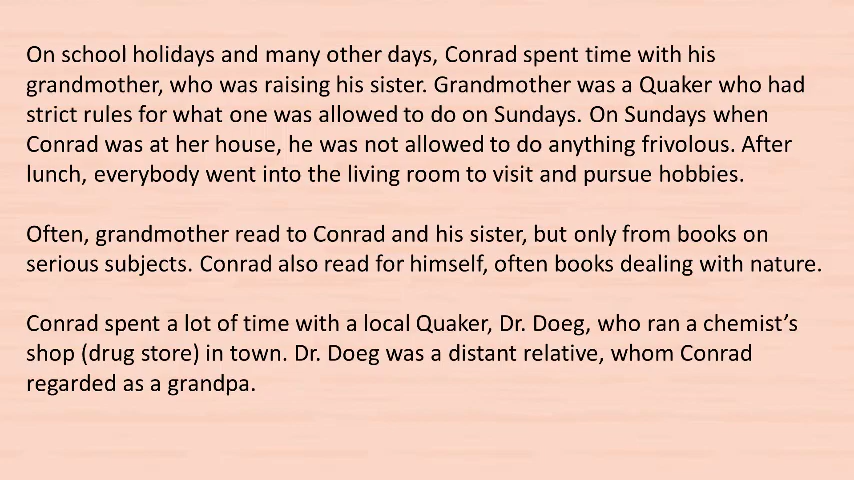 On school holidays and many other days, Conrad spent time with his
grandmother, who was raising his sister. Grandmother was a Quaker who had
strict rules for what one was allowed to do on Sundays. On Sundays when
Conrad was at her house, he was not allowed to do anything frivolous. After
lunch, everybody went into the living room to visit and pursue hobbies.
Often, grandmother read to Conrad and his sister, but only from books on
serious subjects. Conrad also read for himself, often books dealing with nature.
Conrad spent a lot of time with a local Quaker, Dr. Doeg, who ran a chemist’s
shop (drug store) in town. Dr. Doeg was a distant relative, whom Conrad
regarded as a grandpa.